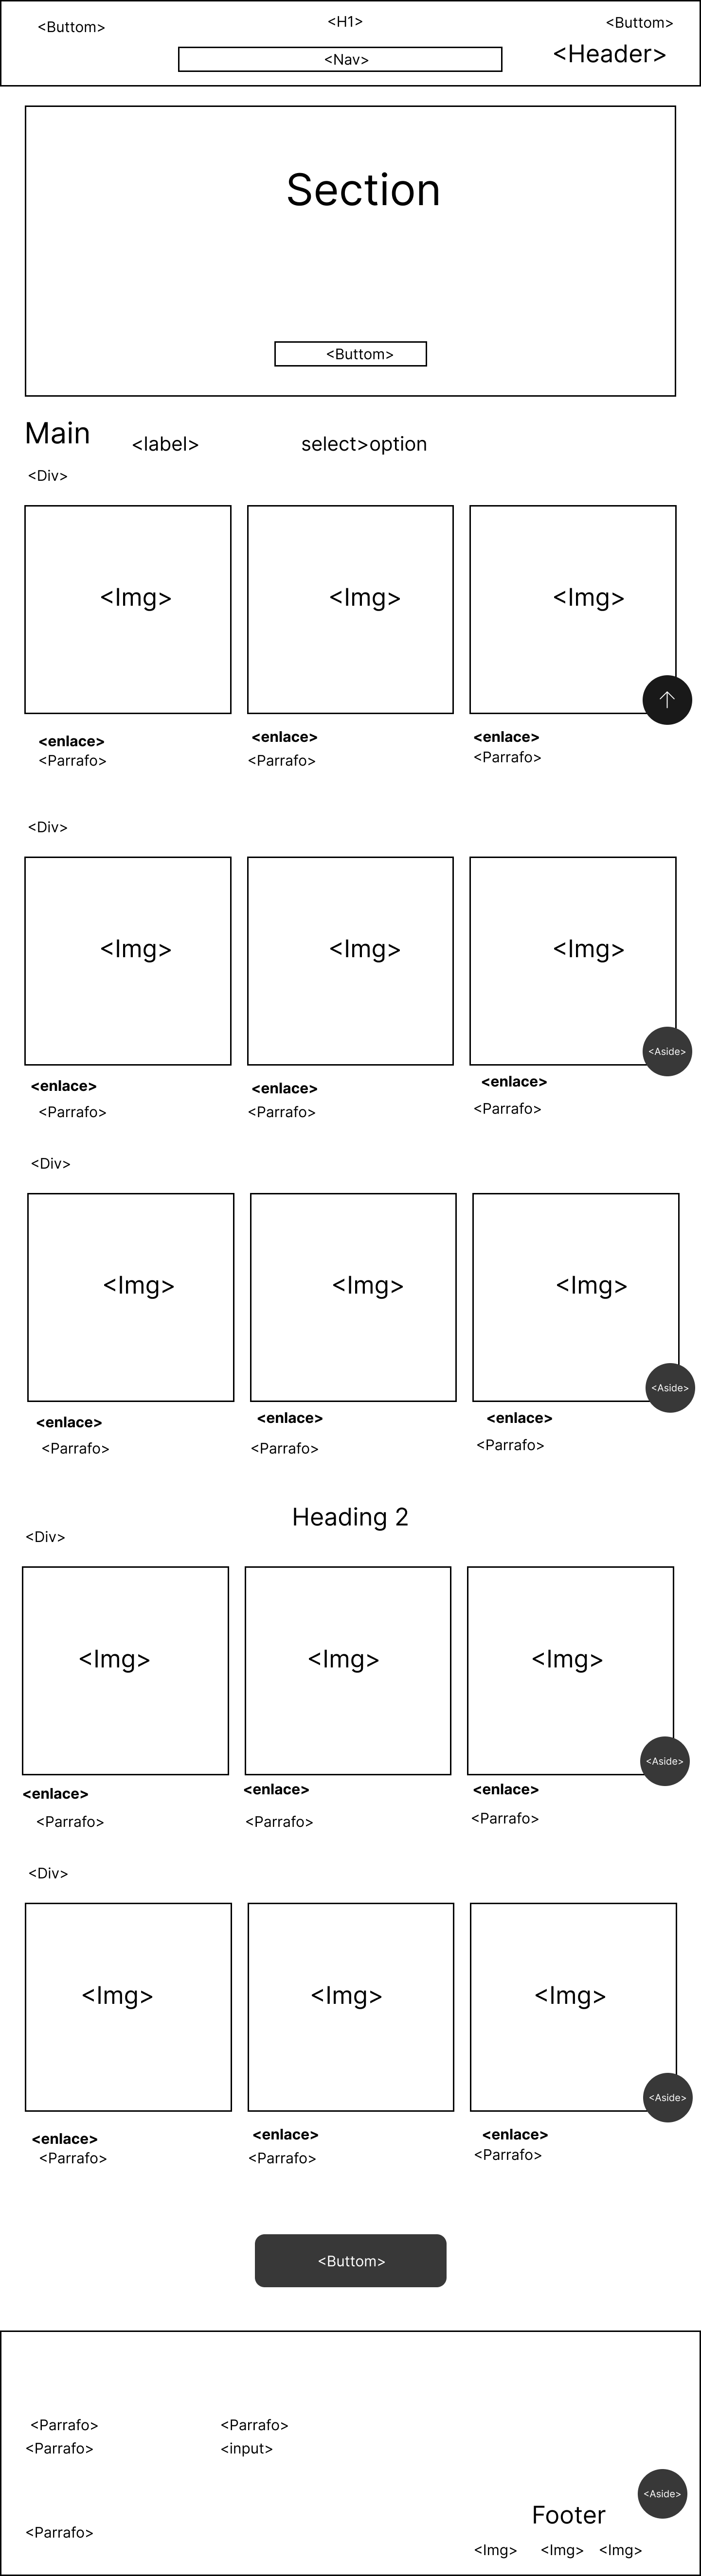 <Buttom>
<H1>
<Buttom>
<Nav>
<Header>
Section
<Buttom>
Main
<label>
select>option
<Div>
<Img>
<Img>
<Img>
<enlace>
<enlace>
<enlace>
<Parrafo>
<Parrafo>
<Parrafo>
<Div>
<Img>
<Img>
<Img>
<Aside>
<enlace>
<enlace>
<enlace>
<Parrafo>
<Parrafo>
<Parrafo>
<Div>
<Img>
<Img>
<Img>
<Aside>
<enlace>
<enlace>
<enlace>
<Parrafo>
<Parrafo>
<Parrafo>
Heading 2
<Div>
<Img>
<Img>
<Img>
<Aside>
<enlace>
<enlace>
<enlace>
<Parrafo>
<Parrafo>
<Parrafo>
<Div>
<Img>
<Img>
<Img>
<Aside>
<enlace>
<enlace>
<enlace>
<Parrafo>
<Parrafo>
<Parrafo>
<Buttom>
<Parrafo>
<Parrafo>
<Parrafo>
<input>
<Aside>
Footer
<Parrafo>
<Img>
<Img>
<Img>